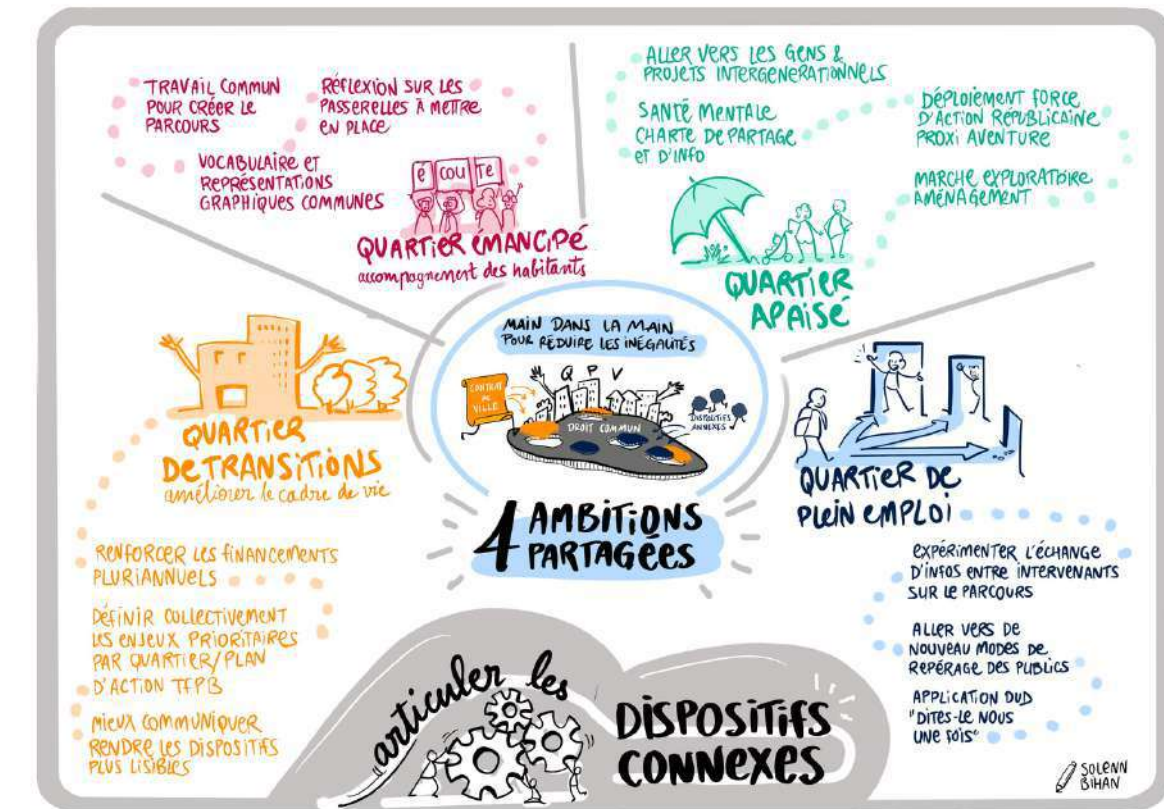 TRAVAIL COMMUN
POUR CRÉER LE
PARCOURS
RÉFLEXION SUR LES
PASSERELLES À METTRE
EN PLACE
VOCABULAIRE ET
REPRÉSENTATIONS
GRAPHIQUES COMMUNES
é COU TE
QUARTIER EMANCIPÉ
accompagnement des habitants
ALLER VERS LES GENS &
PROJETS INTERGENERATIONNELS
SANTÉ MENTALE
CHARTE DE PARTAGE
ET D'INFO
DÉPLOIEMENT FORCE
D'ACTION RÉPUBLICAINE
PROXI AVENTURE
MARCHE EXPLORATOIRE
AMÉNAGEMENT
QUARTIER
APAISÉ
MAIN DANS LA MAIN
POUR RÉDUIRE LES INÉGALITÉS
Q P V
CONTRAT
DE
VILLE
DROIT COMMUN
DISPOSITIFS
ANNEXES
4 AMBITIONS
PARTAGÉES
QUARTIER
DE TRANSITIONS
améliorer le cadre de vie
RENFORCER LES FINANCEMENTS
PLURIANNUELS
DÉFINIR COLLECTIVEMENT
LES ENJEUX PRIORITAIRES
PAR QUARTIER/PLAN
D'ACTION TFPB
MIEUX COMMUNIQUER
RENDRE LES DISPOSITIFS
PLUS LISIBLES
QUARTIER DE
PLEIN EMPLOI
EXPÉRIMENTER L'ÉCHANGE
D'INFOS ENTRE INTERVENANTS
SUR LE PARCOURS
ALLER VERS DE
NOUVEAU MODES DE
REPÉRAGE DES PUBLICS
APPLICATION DUD
"DITES-LE NOUS
UNE FOIS"
articuler les
DISPOSITIFS
CONNEXES
SOLENN
BIHAN